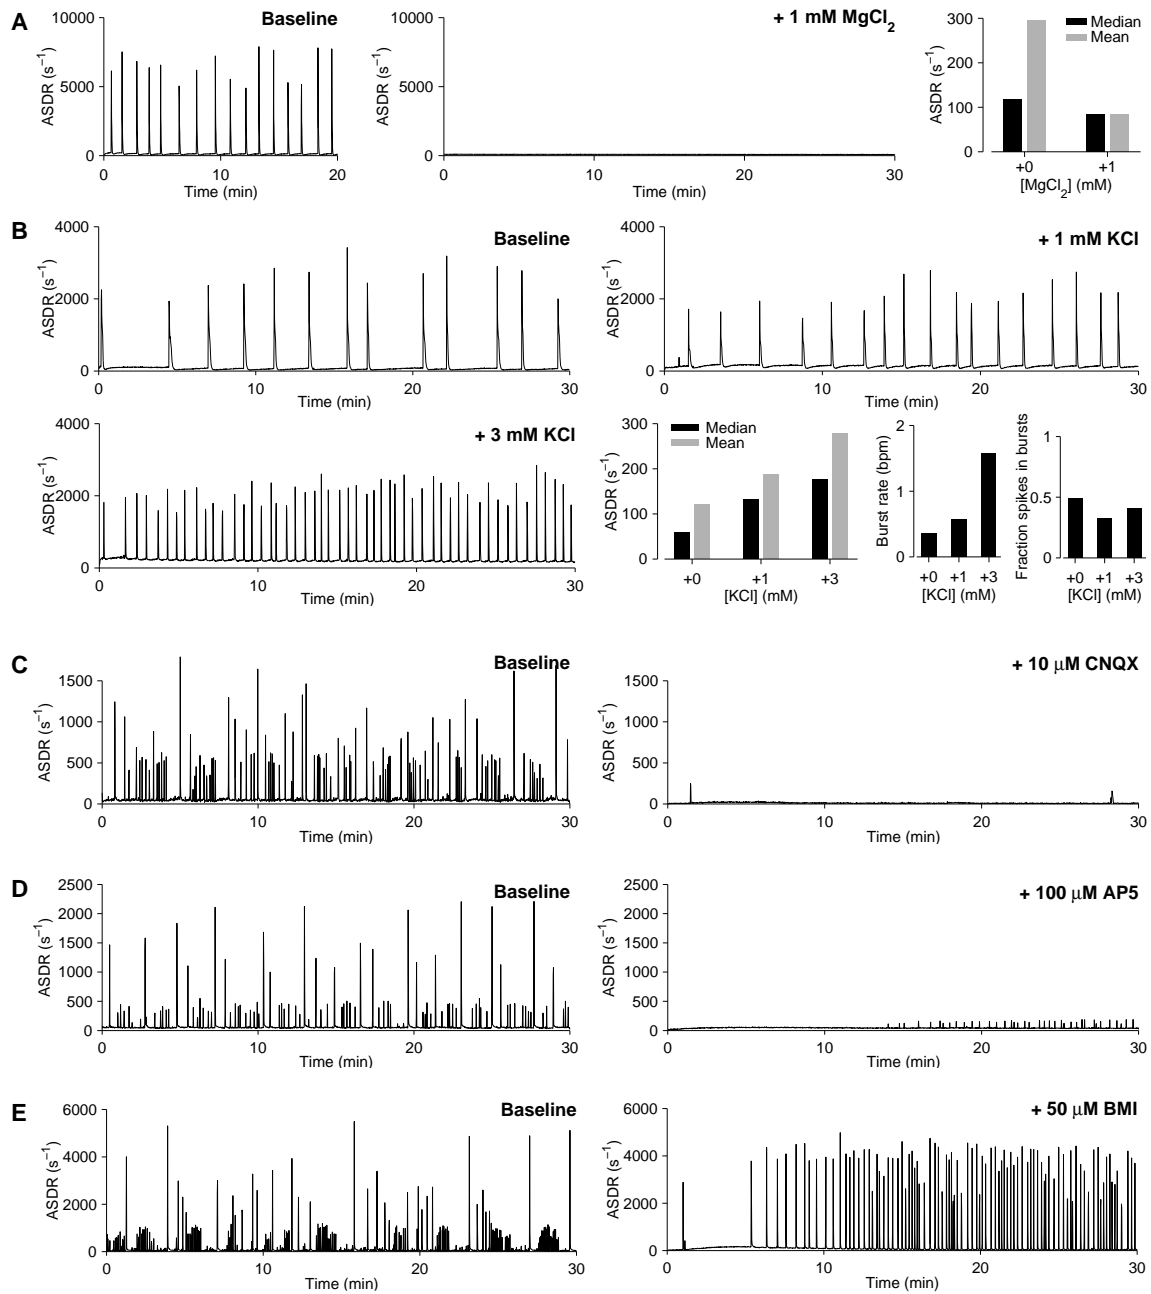 A
Baseline
10000
5000
0
ASDR (s⁻¹)
0 10 20
Time (min)
+ 1 mM MgCl₂
10000
5000
0
ASDR (s⁻¹)
0 10 20 30
Time (min)
Median
Mean
300
200
100
0
ASDR (s⁻¹)
+0 +1
[MgCl₂] (mM)
B
Baseline
4000
2000
0
ASDR (s⁻¹)
0 10 20 30
Time (min)
+ 1 mM KCl
4000
2000
0
ASDR (s⁻¹)
0 10 20 30
Time (min)
+ 3 mM KCl
4000
2000
0
ASDR (s⁻¹)
0 10 20 30
Time (min)
Median
Mean
300
200
100
0
ASDR (s⁻¹)
+0 +1 +3
[KCl] (mM)
2
1
0
Burst rate (bpm)
+0 +1 +3
[KCl] (mM)
1
0.5
0
Fraction spikes in bursts
+0 +1 +3
[KCl] (mM)
C
Baseline
1500
1000
500
0
ASDR (s⁻¹)
0 10 20 30
Time (min)
+ 10 μM CNQX
1500
1000
500
0
ASDR (s⁻¹)
0 10 20 30
Time (min)
D
Baseline
2500
2000
1500
1000
500
0
ASDR (s⁻¹)
0 10 20 30
Time (min)
+ 100 μM AP5
2500
2000
1500
1000
500
0
ASDR (s⁻¹)
0 10 20 30
Time (min)
E
Baseline
6000
4000
2000
0
ASDR (s⁻¹)
0 10 20 30
Time (min)
+ 50 μM BMI
6000
4000
2000
0
ASDR (s⁻¹)
0 10 20 30
Time (min)